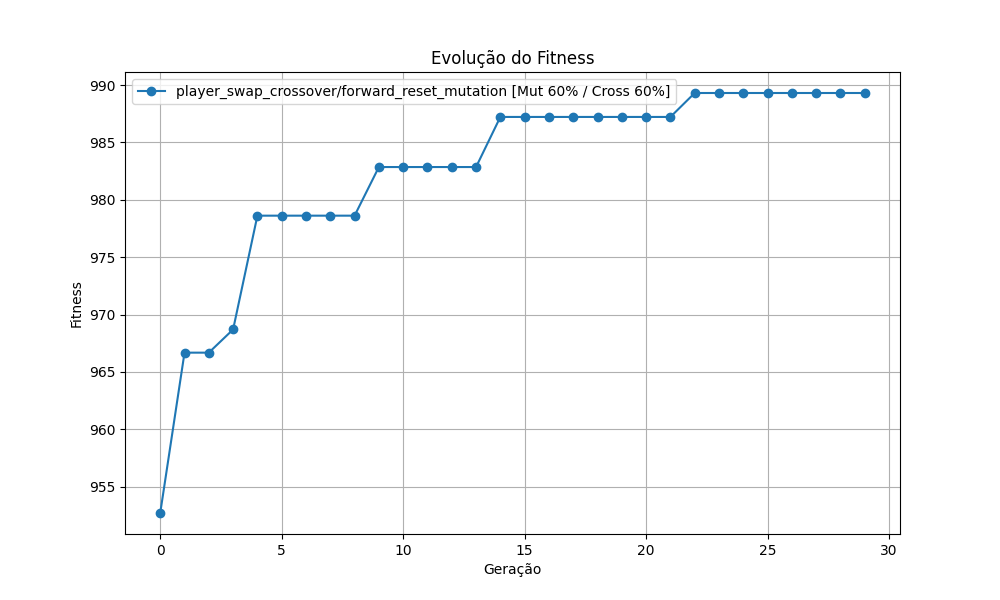 Evolução do Fitness
player_swap_crossover/forward_reset_mutation [Mut 60% / Cross 60%]
990
985
980
975
970
965
960
955
Fitness
0 5 10 15 20 25 30
Geração